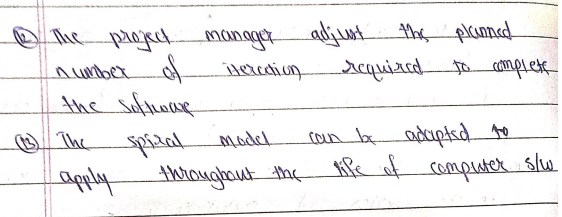 (12) The project manager adjust the planned
number of iteration required to complete
the software
(13) The spiral model can be adapted to
apply throughout the life of computer s/w